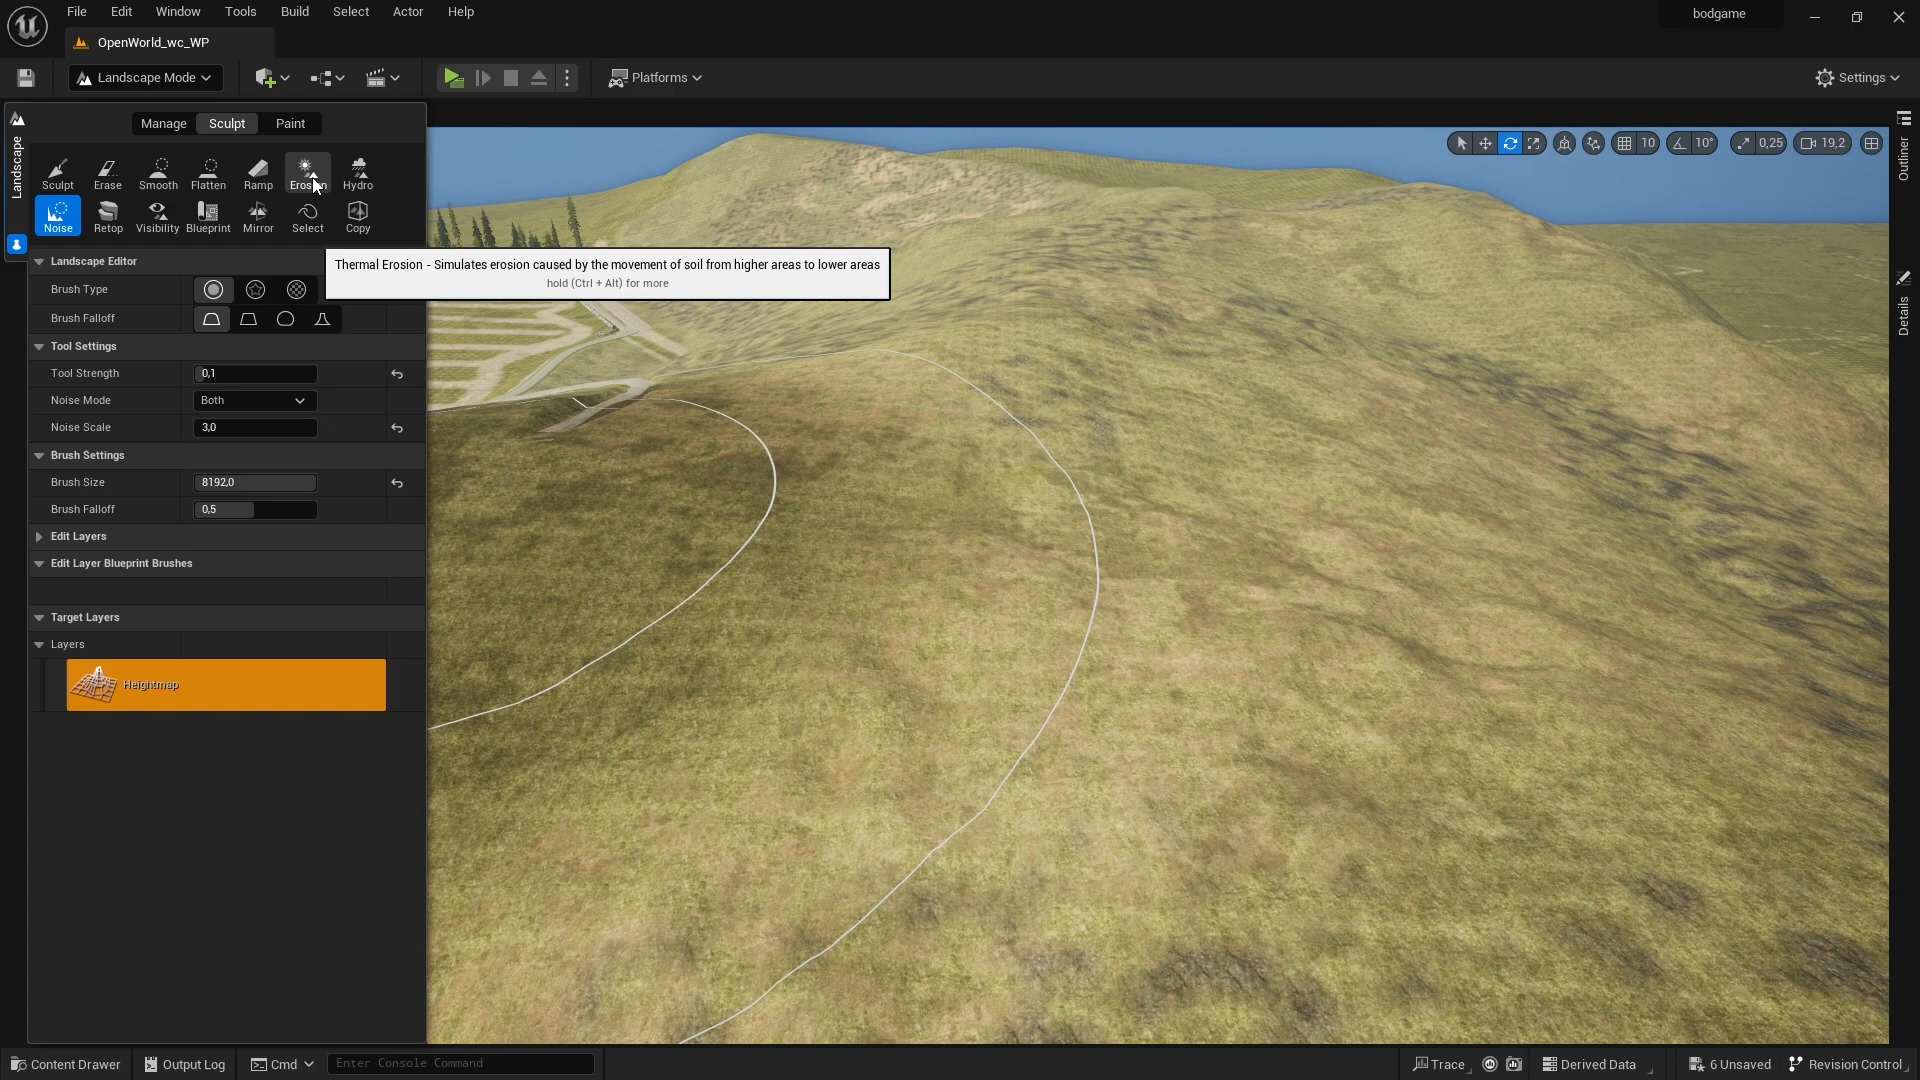 File Edit Window Tools Build Select Actor Help
bodgame
OpenWorld_wc_WP
Landscape Mode
Platforms
Settings
Manage Sculpt Paint
Landscape
Sculpt Erase Smooth Flatten Ramp Erosion Hydro
Noise Retop Visibility Blueprint Mirror Select Copy
10 10° 0,25 19,2
Outliner
Details
Thermal Erosion - Simulates erosion caused by the movement of soil from higher areas to lower areas
hold (Ctrl + Alt) for more
Landscape Editor
Brush Type
Brush Falloff
Tool Settings
Tool Strength 0,1
Noise Mode Both
Noise Scale 3,0
Brush Settings
Brush Size 8192,0
Brush Falloff 0,5
Edit Layers
Edit Layer Blueprint Brushes
Target Layers
Layers
Heightmap
Content Drawer Output Log Cmd Enter Console Command Trace Derived Data 6 Unsaved Revision Control